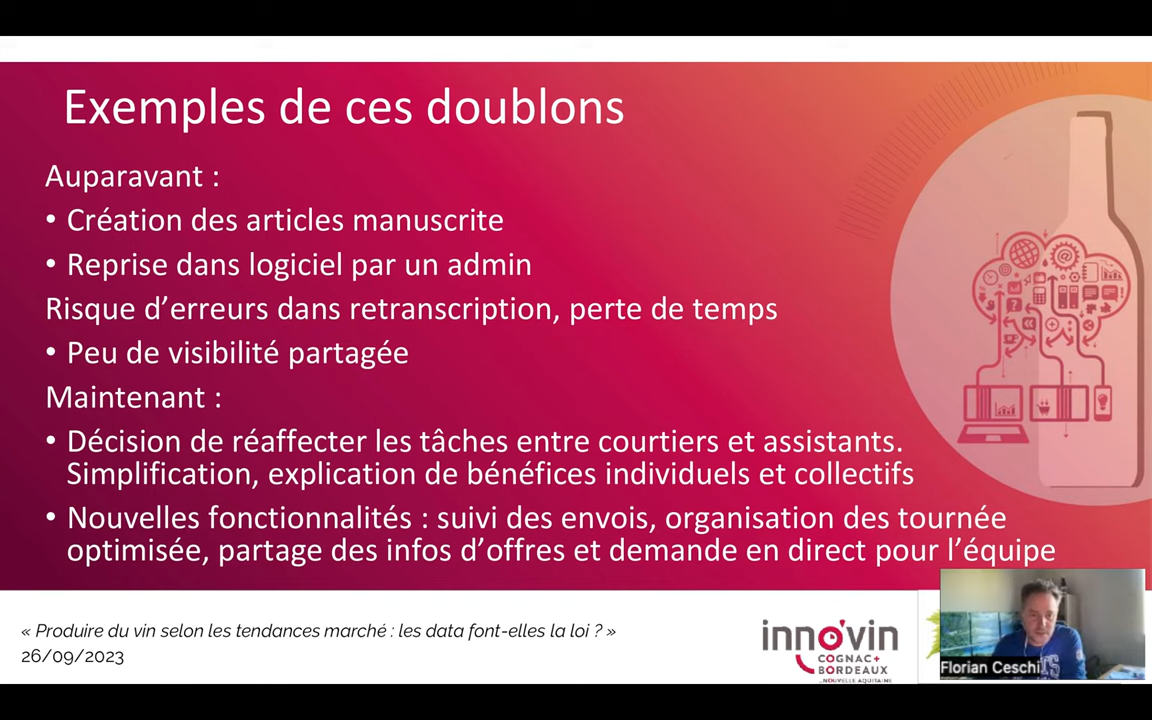 Exemples de ces doublons
Auparavant :
• Création des articles manuscrite
• Reprise dans logiciel par un admin
Risque d’erreurs dans retranscription, perte de temps
• Peu de visibilité partagée
Maintenant :
• Décision de réaffecter les tâches entre courtiers et assistants.
Simplification, explication de bénéfices individuels et collectifs
• Nouvelles fonctionnalités : suivi des envois, organisation des tournée
optimisée, partage des infos d’offres et demande en direct pour l’équipe
« Produire du vin selon les tendances marché : les data font-elles la loi ? »
26/09/2023
inno'vin
COGNAC+
BORDEAUX
...NOUVELLE AQUITAINE
Florian Ceschi